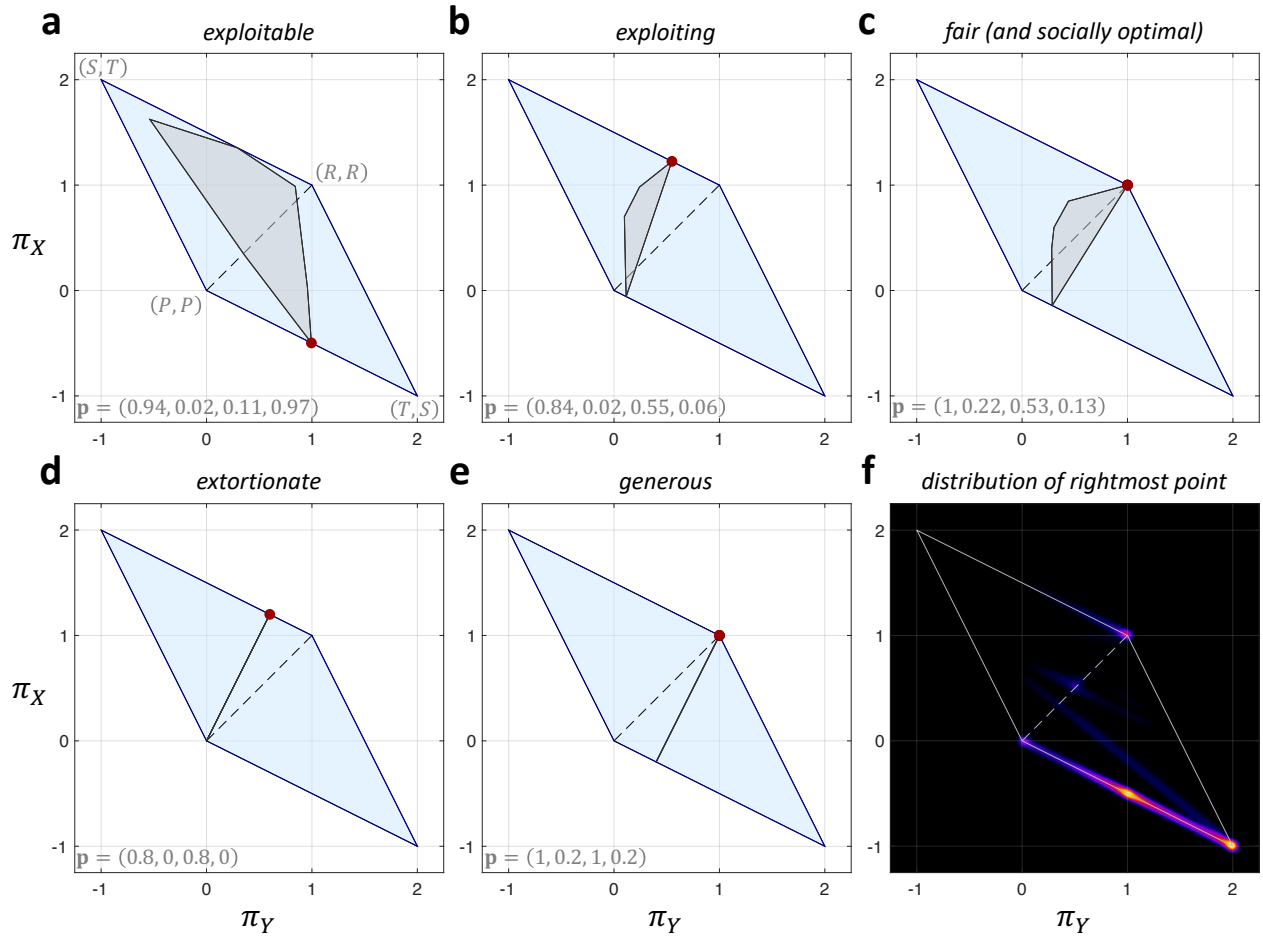 a
exploitable
b
exploiting
c
fair (and socially optimal)
2
(S,T)
1
(R,R)
π_X
0
(P,P)
-1
p = (0.94, 0.02, 0.11, 0.97)
(T,S)
-1 0 1 2
2
1
0
-1
p = (0.84, 0.02, 0.55, 0.06)
-1 0 1 2
2
1
0
-1
p = (1, 0.22, 0.53, 0.13)
-1 0 1 2
d
extortionate
e
generous
f
distribution of rightmost point
2
1
π_X
0
-1
p = (0.8, 0, 0.8, 0)
-1 0 1 2
π_Y
2
1
0
-1
p = (1, 0.2, 1, 0.2)
-1 0 1 2
π_Y
2
1
0
-1
-1 0 1 2
π_Y